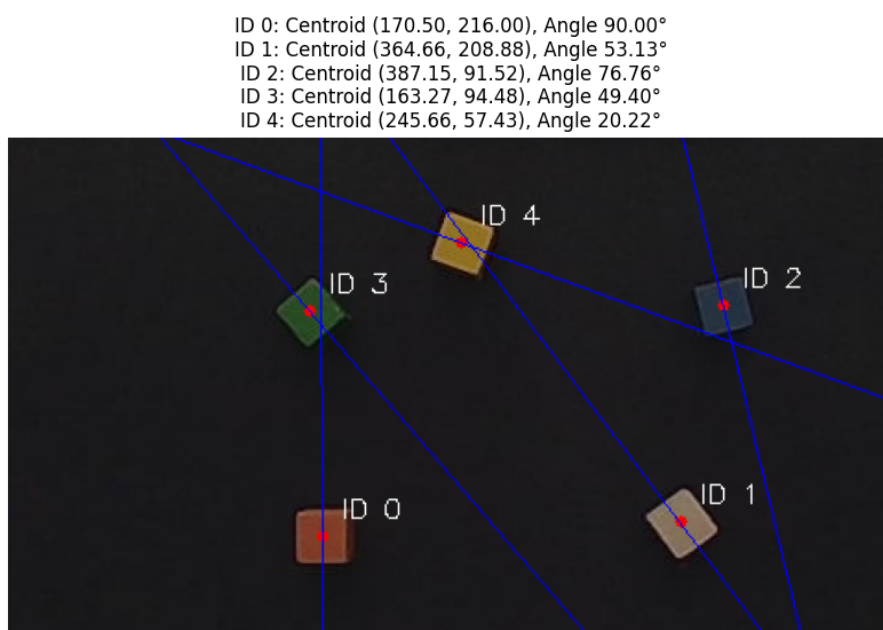 ID 0: Centroid (170.50, 216.00), Angle 90.00°
ID 1: Centroid (364.66, 208.88), Angle 53.13°
ID 2: Centroid (387.15, 91.52), Angle 76.76°
ID 3: Centroid (163.27, 94.48), Angle 49.40°
ID 4: Centroid (245.66, 57.43), Angle 20.22°
ID 4
ID 3
ID 2
ID 1
ID 0